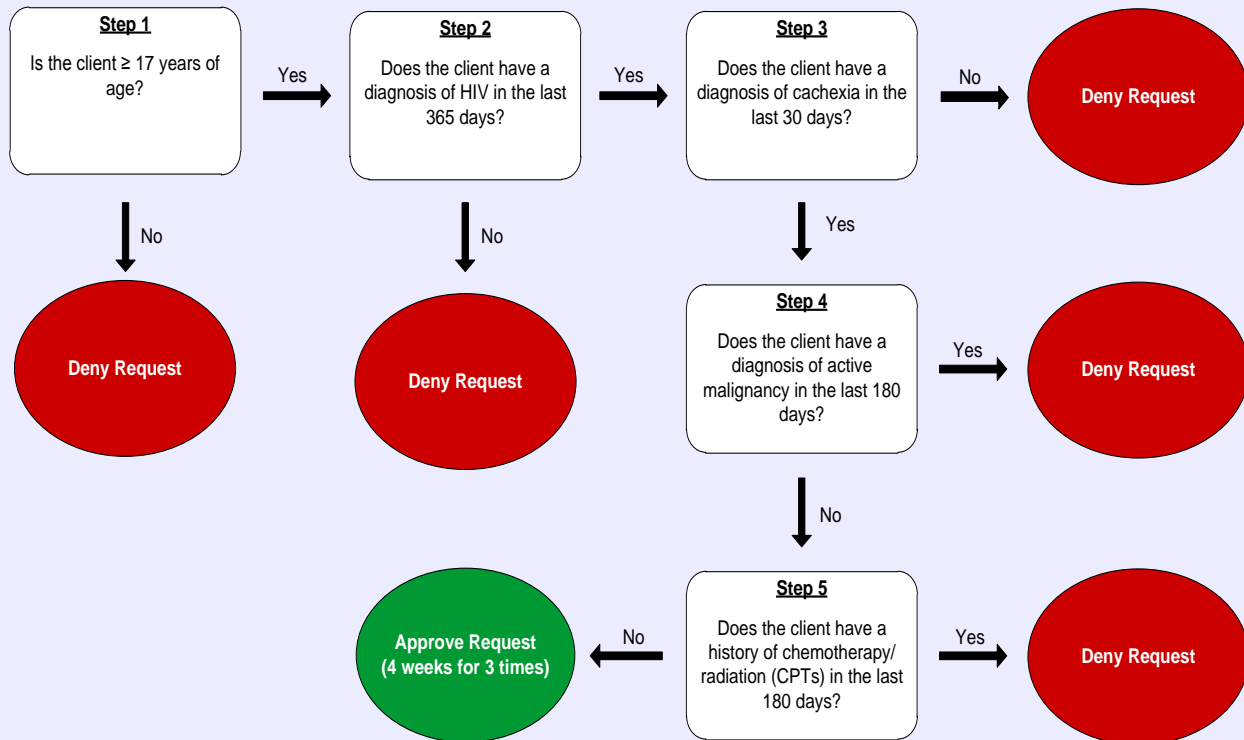 Step 1
Is the client ≥ 17 years of
age?
Yes
No
Deny Request
Step 2
Does the client have a
diagnosis of HIV in the last
365 days?
Yes
No
Deny Request
Step 3
Does the client have a
diagnosis of cachexia in the
last 30 days?
No
Deny Request
Yes
Step 4
Does the client have a
diagnosis of active
malignancy in the last 180
days?
Yes
Deny Request
No
Step 5
Does the client have a
history of chemotherapy/
radiation (CPTs) in the last
180 days?
Yes
Deny Request
No
Approve Request
(4 weeks for 3 times)